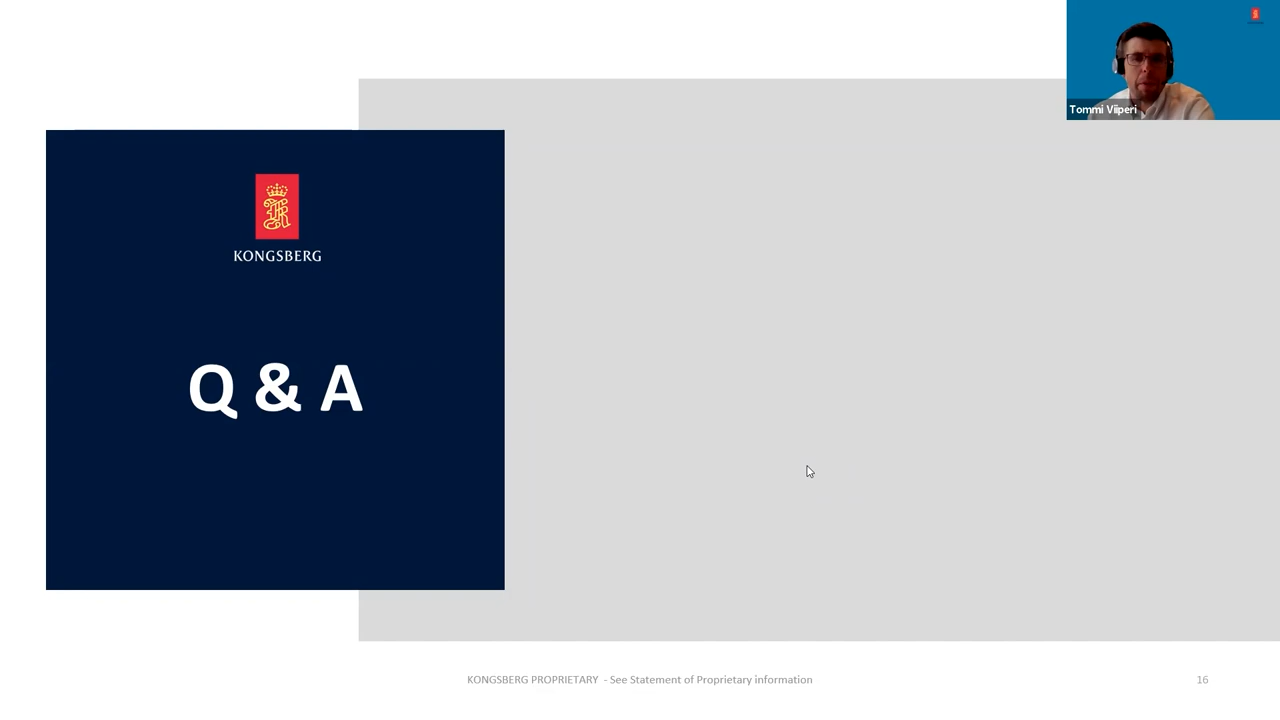 Tommi Viiperi
KONGSBERG
Q & A
KONGSBERG PROPRIETARY - See Statement of Proprietary information
16